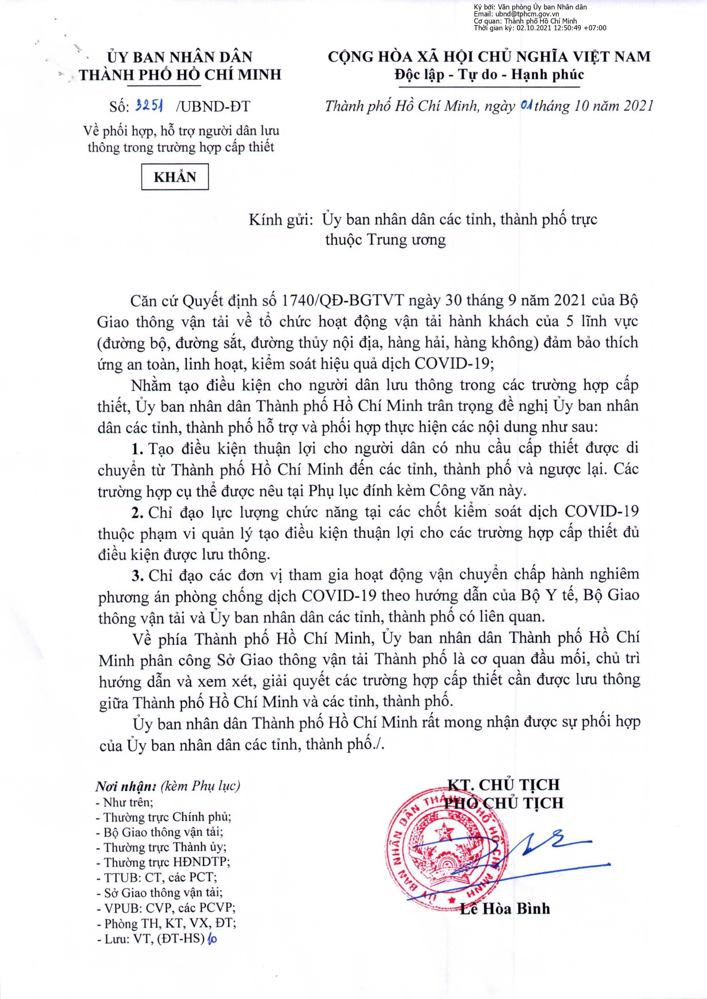 Ký bởi: Văn phòng Ủy ban Nhân dân
Email: ubnd@tphcm.gov.vn
Cơ quan: Thành phố Hồ Chí Minh
Thời gian ký: 02.10.2021 12:50:49 +07:00
ỦY BAN NHÂN DÂN
THÀNH PHỐ HỒ CHÍ MINH
CỘNG HÒA XÃ HỘI CHỦ NGHĨA VIỆT NAM
Độc lập - Tự do - Hạnh phúc
Số: 3251 /UBND-ĐT
Thành phố Hồ Chí Minh, ngày 01 tháng 10 năm 2021
Về phối hợp, hỗ trợ người dân lưu
thông trong trường hợp cấp thiết
KHẨN
Kính gửi: Ủy ban nhân dân các tỉnh, thành phố trực
thuộc Trung ương
Căn cứ Quyết định số 1740/QĐ-BGTVT ngày 30 tháng 9 năm 2021 của Bộ
Giao thông vận tải về tổ chức hoạt động vận tải hành khách của 5 lĩnh vực
(đường bộ, đường sắt, đường thủy nội địa, hàng hải, hàng không) đảm bảo thích
ứng an toàn, linh hoạt, kiểm soát hiệu quả dịch COVID-19;
Nhằm tạo điều kiện cho người dân lưu thông trong các trường hợp cấp
thiết, Ủy ban nhân dân Thành phố Hồ Chí Minh trân trọng đề nghị Ủy ban nhân
dân các tỉnh, thành phố hỗ trợ và phối hợp thực hiện các nội dung như sau:
1. Tạo điều kiện thuận lợi cho người dân có nhu cầu cấp thiết được di
chuyển từ Thành phố Hồ Chí Minh đến các tỉnh, thành phố và ngược lại. Các
trường hợp cụ thể được nêu tại Phụ lục đính kèm Công văn này.
2. Chỉ đạo lực lượng chức năng tại các chốt kiểm soát dịch COVID-19
thuộc phạm vi quản lý tạo điều kiện thuận lợi cho các trường hợp cấp thiết đủ
điều kiện được lưu thông.
3. Chỉ đạo các đơn vị tham gia hoạt động vận chuyển chấp hành nghiêm
phương án phòng chống dịch COVID-19 theo hướng dẫn của Bộ Y tế, Bộ Giao
thông vận tải và Ủy ban nhân dân các tỉnh, thành phố có liên quan.
Về phía Thành phố Hồ Chí Minh, Ủy ban nhân dân Thành phố Hồ Chí
Minh phân công Sở Giao thông vận tải Thành phố là cơ quan đầu mối, chủ trì
hướng dẫn và xem xét, giải quyết các trường hợp cấp thiết cần được lưu thông
giữa Thành phố Hồ Chí Minh và các tỉnh, thành phố.
Ủy ban nhân dân Thành phố Hồ Chí Minh rất mong nhận được sự phối hợp
của Ủy ban nhân dân các tỉnh, thành phố./.
Nơi nhận: (kèm Phụ lục)
- Như trên;
- Thường trực Chính phủ;
- Bộ Giao thông vận tải;
- Thường trực Thành ủy;
- Thường trực HĐNDTP;
- TTUB: CT, các PCT;
- Sở Giao thông vận tải;
- VPUB: CVP, các PCVP;
- Phòng TH, KT, VX, ĐT;
- Lưu: VT, (ĐT-HS)
KT. CHỦ TỊCH
PHÓ CHỦ TỊCH
ỦY BAN NHÂN DÂN THÀNH PHỐ HỒ CHÍ MINH
Lê Hòa Bình